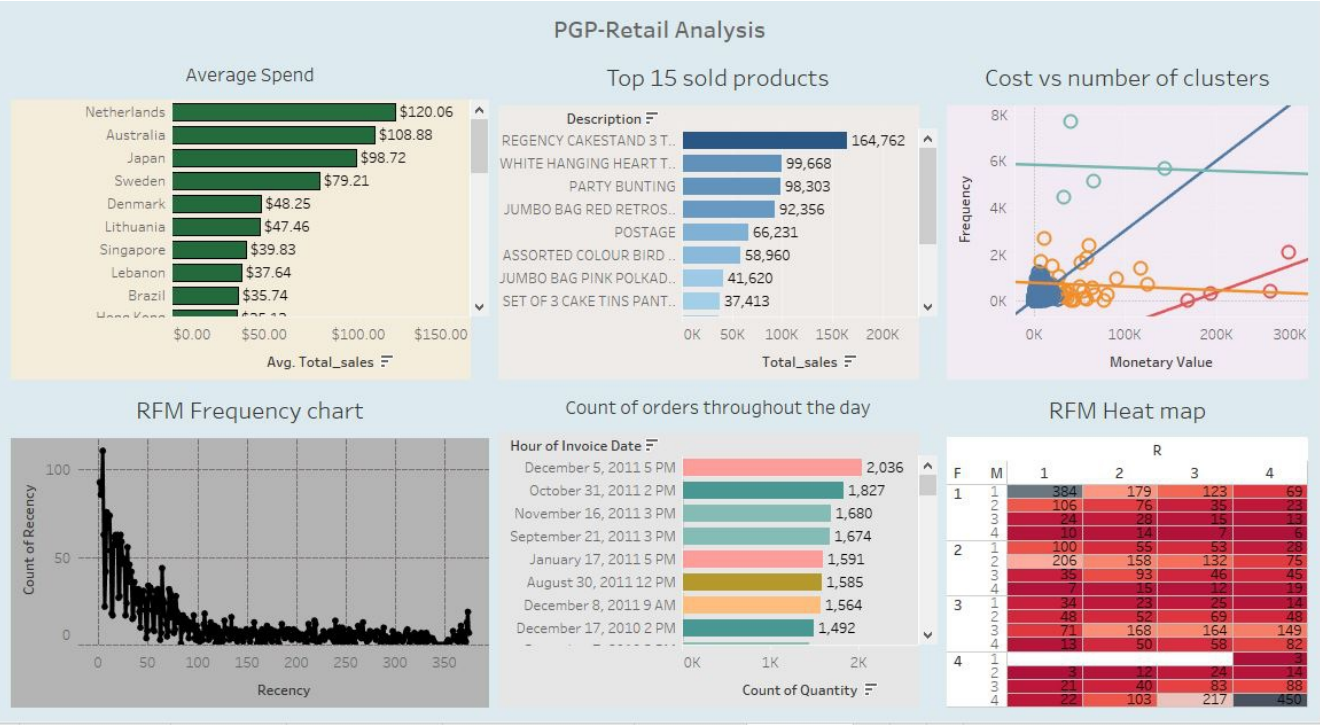 PGP-Retail Analysis
Average Spend
Netherlands $120.06
Australia $108.88
Japan $98.72
Sweden $79.21
Denmark $48.25
Lithuania $47.46
Singapore $39.83
Lebanon $37.64
Brazil $35.74
$0.00 $50.00 $100.00 $150.00
Avg. Total_sales
Top 15 sold products
Description
REGENCY CAKESTAND 3 T.. 164,762
WHITE HANGING HEART T.. 99,668
PARTY BUNTING 98,303
JUMBO BAG RED RETROS.. 92,356
POSTAGE 66,231
ASSORTED COLOUR BIRD .. 58,960
JUMBO BAG PINK POLKAD.. 41,620
SET OF 3 CAKE TINS PANT.. 37,413
0K 50K 100K 150K 200K
Total_sales
Cost vs number of clusters
8K
6K
4K
2K
0K
Frequency
0K 100K 200K 300K
Monetary Value
RFM Frequency chart
100
50
0
Count of Recency
0 50 100 150 200 250 300 350
Recency
Count of orders throughout the day
Hour of Invoice Date
December 5, 2011 5 PM 2,036
October 31, 2011 2 PM 1,827
November 16, 2011 3 PM 1,680
September 21, 2011 3 PM 1,674
January 17, 2011 5 PM 1,591
August 30, 2011 12 PM 1,585
December 8, 2011 9 AM 1,564
December 17, 2010 2 PM 1,492
0K 1K 2K
Count of Quantity
RFM Heat map
R
F M 1 2 3 4
1 1 384 179 123 69
2 106 76 35 23
3 24 28 15 13
4 10 14 7 6
2 1 100 55 53 28
2 206 158 132 75
3 35 93 46 45
4 7 15 12 19
3 1 34 23 25 14
2 48 52 69 48
3 71 168 164 149
4 13 50 58 82
4 1 3
2 3 12 24 14
3 21 40 83 88
4 22 103 217 450